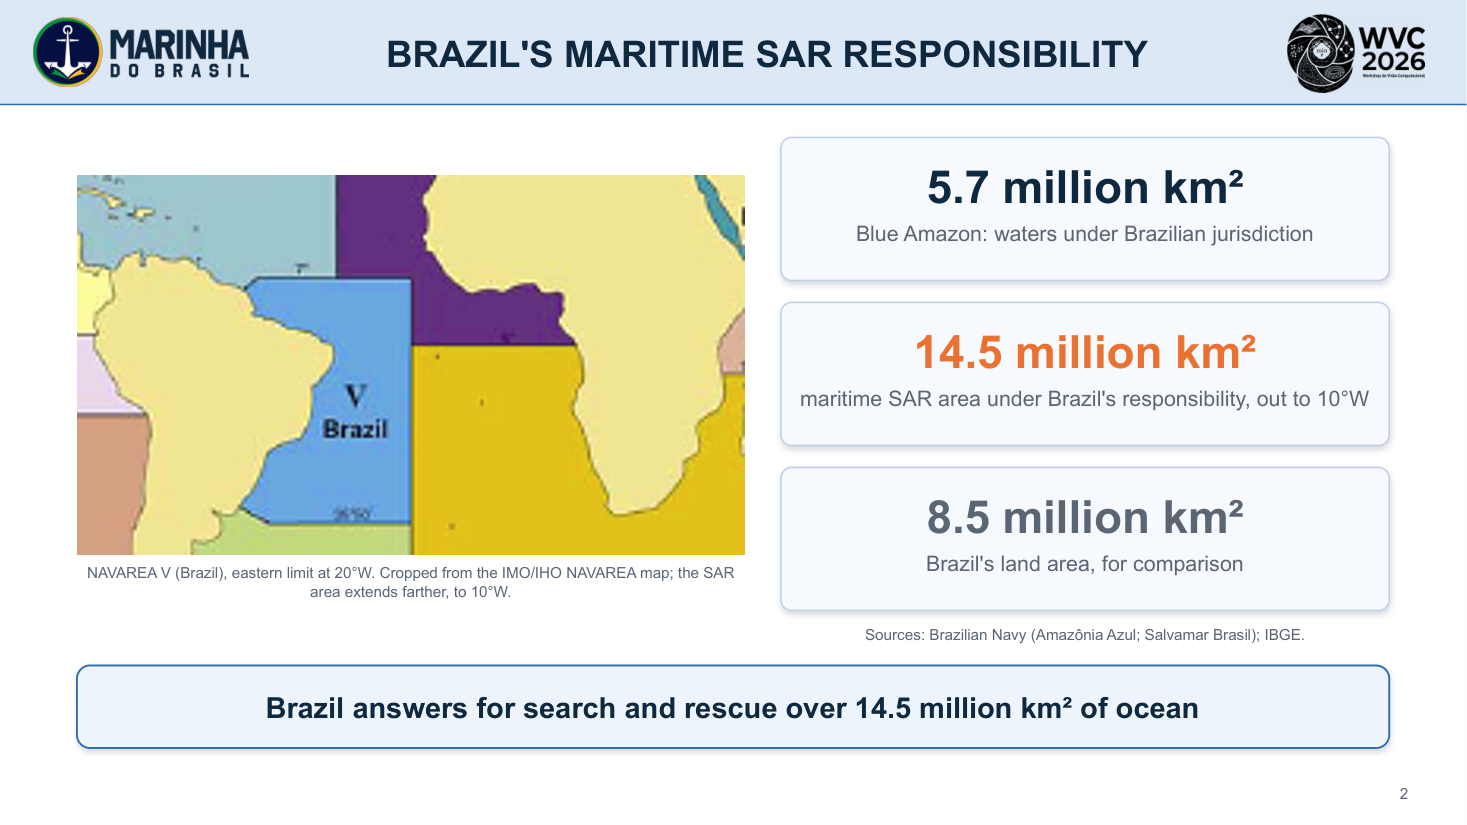 MARINHA
DO BRASIL
BRAZIL'S MARITIME SAR RESPONSIBILITY
WVC
2026
Workshop de Visão Computacional
V
Brazil
NAVAREA V (Brazil), eastern limit at 20°W. Cropped from the IMO/IHO NAVAREA map; the SAR
area extends farther, to 10°W.
5.7 million km²
Blue Amazon: waters under Brazilian jurisdiction
14.5 million km²
maritime SAR area under Brazil's responsibility, out to 10°W
8.5 million km²
Brazil's land area, for comparison
Sources: Brazilian Navy (Amazônia Azul; Salvamar Brasil); IBGE.
Brazil answers for search and rescue over 14.5 million km² of ocean
2